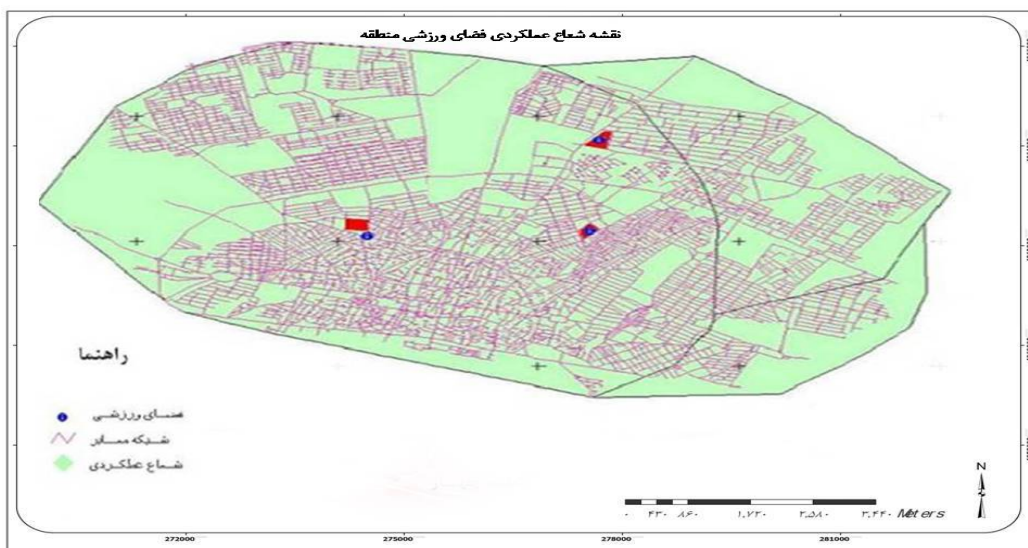 نقشه شعاع عملکردی فضای ورزشی منطقه
راهنما
فضای ورزشی
شبکه معابر
شعاع عملکردی
N
۰ ۴۳۰ ۸۶۰ ۱,۷۲۰ ۲,۵۸۰ ۳,۴۴۰ Meters
272000 275000 278000 281000